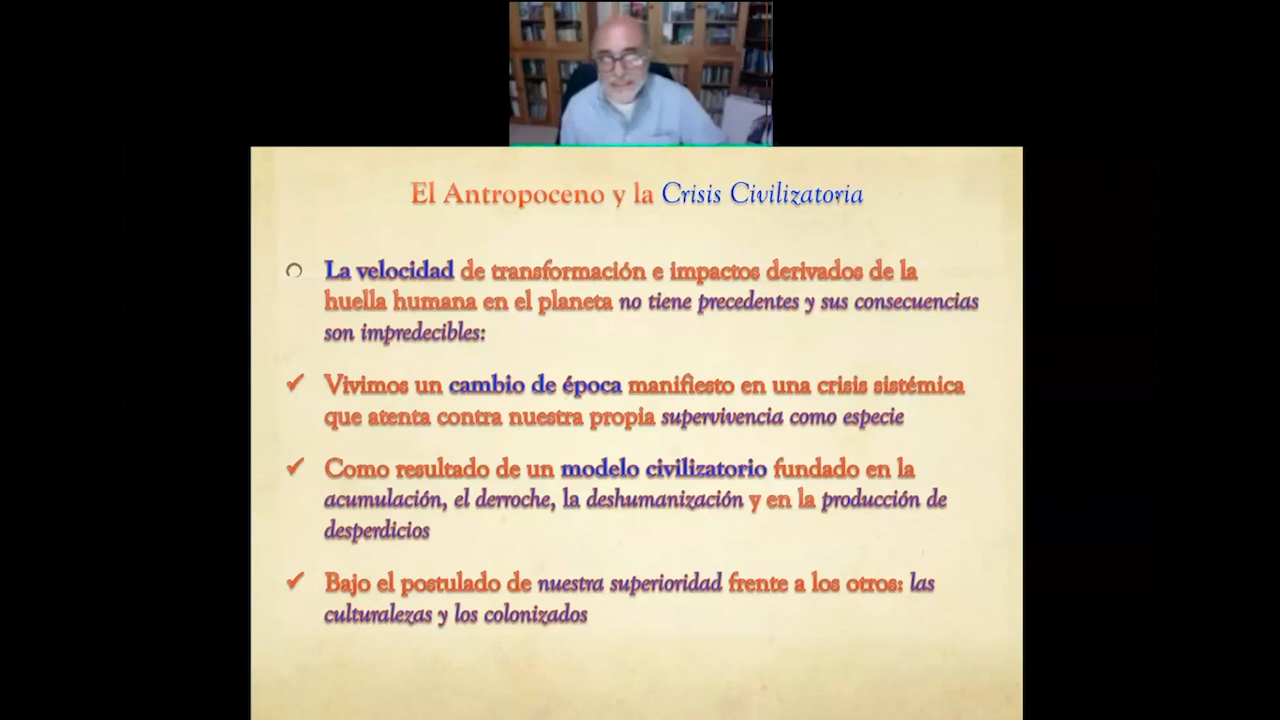 El Antropoceno y la Crisis Civilizatoria
La velocidad de transformación e impactos derivados de la
huella humana en el planeta no tiene precedentes y sus consecuencias
son impredecibles:
Vivimos un cambio de época manifiesto en una crisis sistémica
que atenta contra nuestra propia supervivencia como especie
Como resultado de un modelo civilizatorio fundado en la
acumulación, el derroche, la deshumanización y en la producción de
desperdicios
Bajo el postulado de nuestra superioridad frente a los otros: las
culturalezas y los colonizados